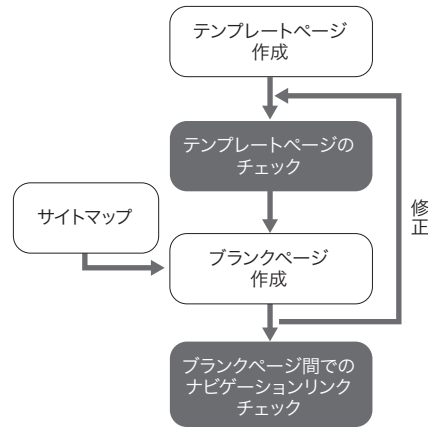 テンプレートページ
作成
テンプレートページの
チェック
サイトマップ
ブランクページ
作成
修正
ブランクページ間での
ナビゲーションリンク
チェック